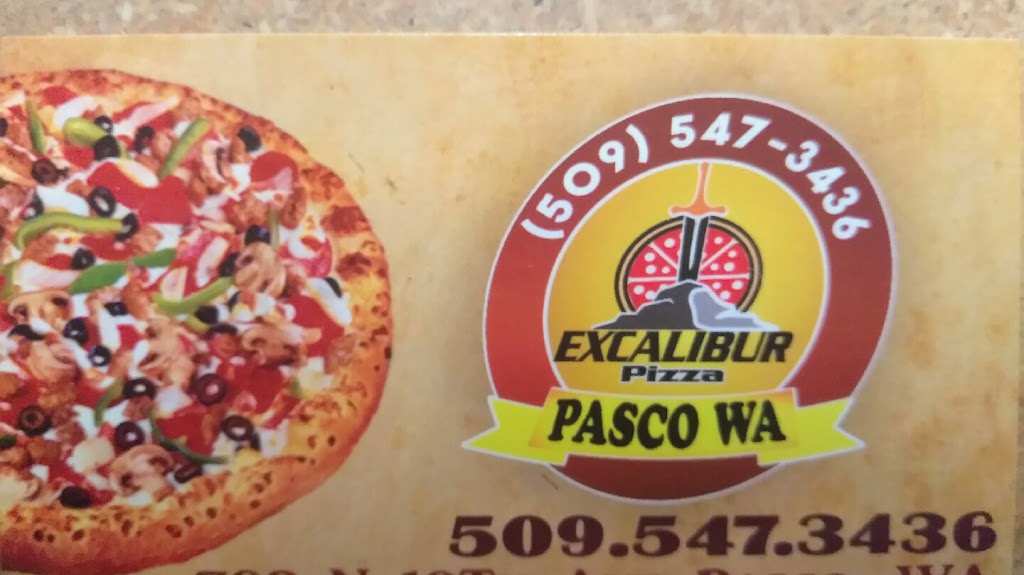 (509) 547-3436
EXCALIBUR
Pizza
PASCO WA
509.547.3436